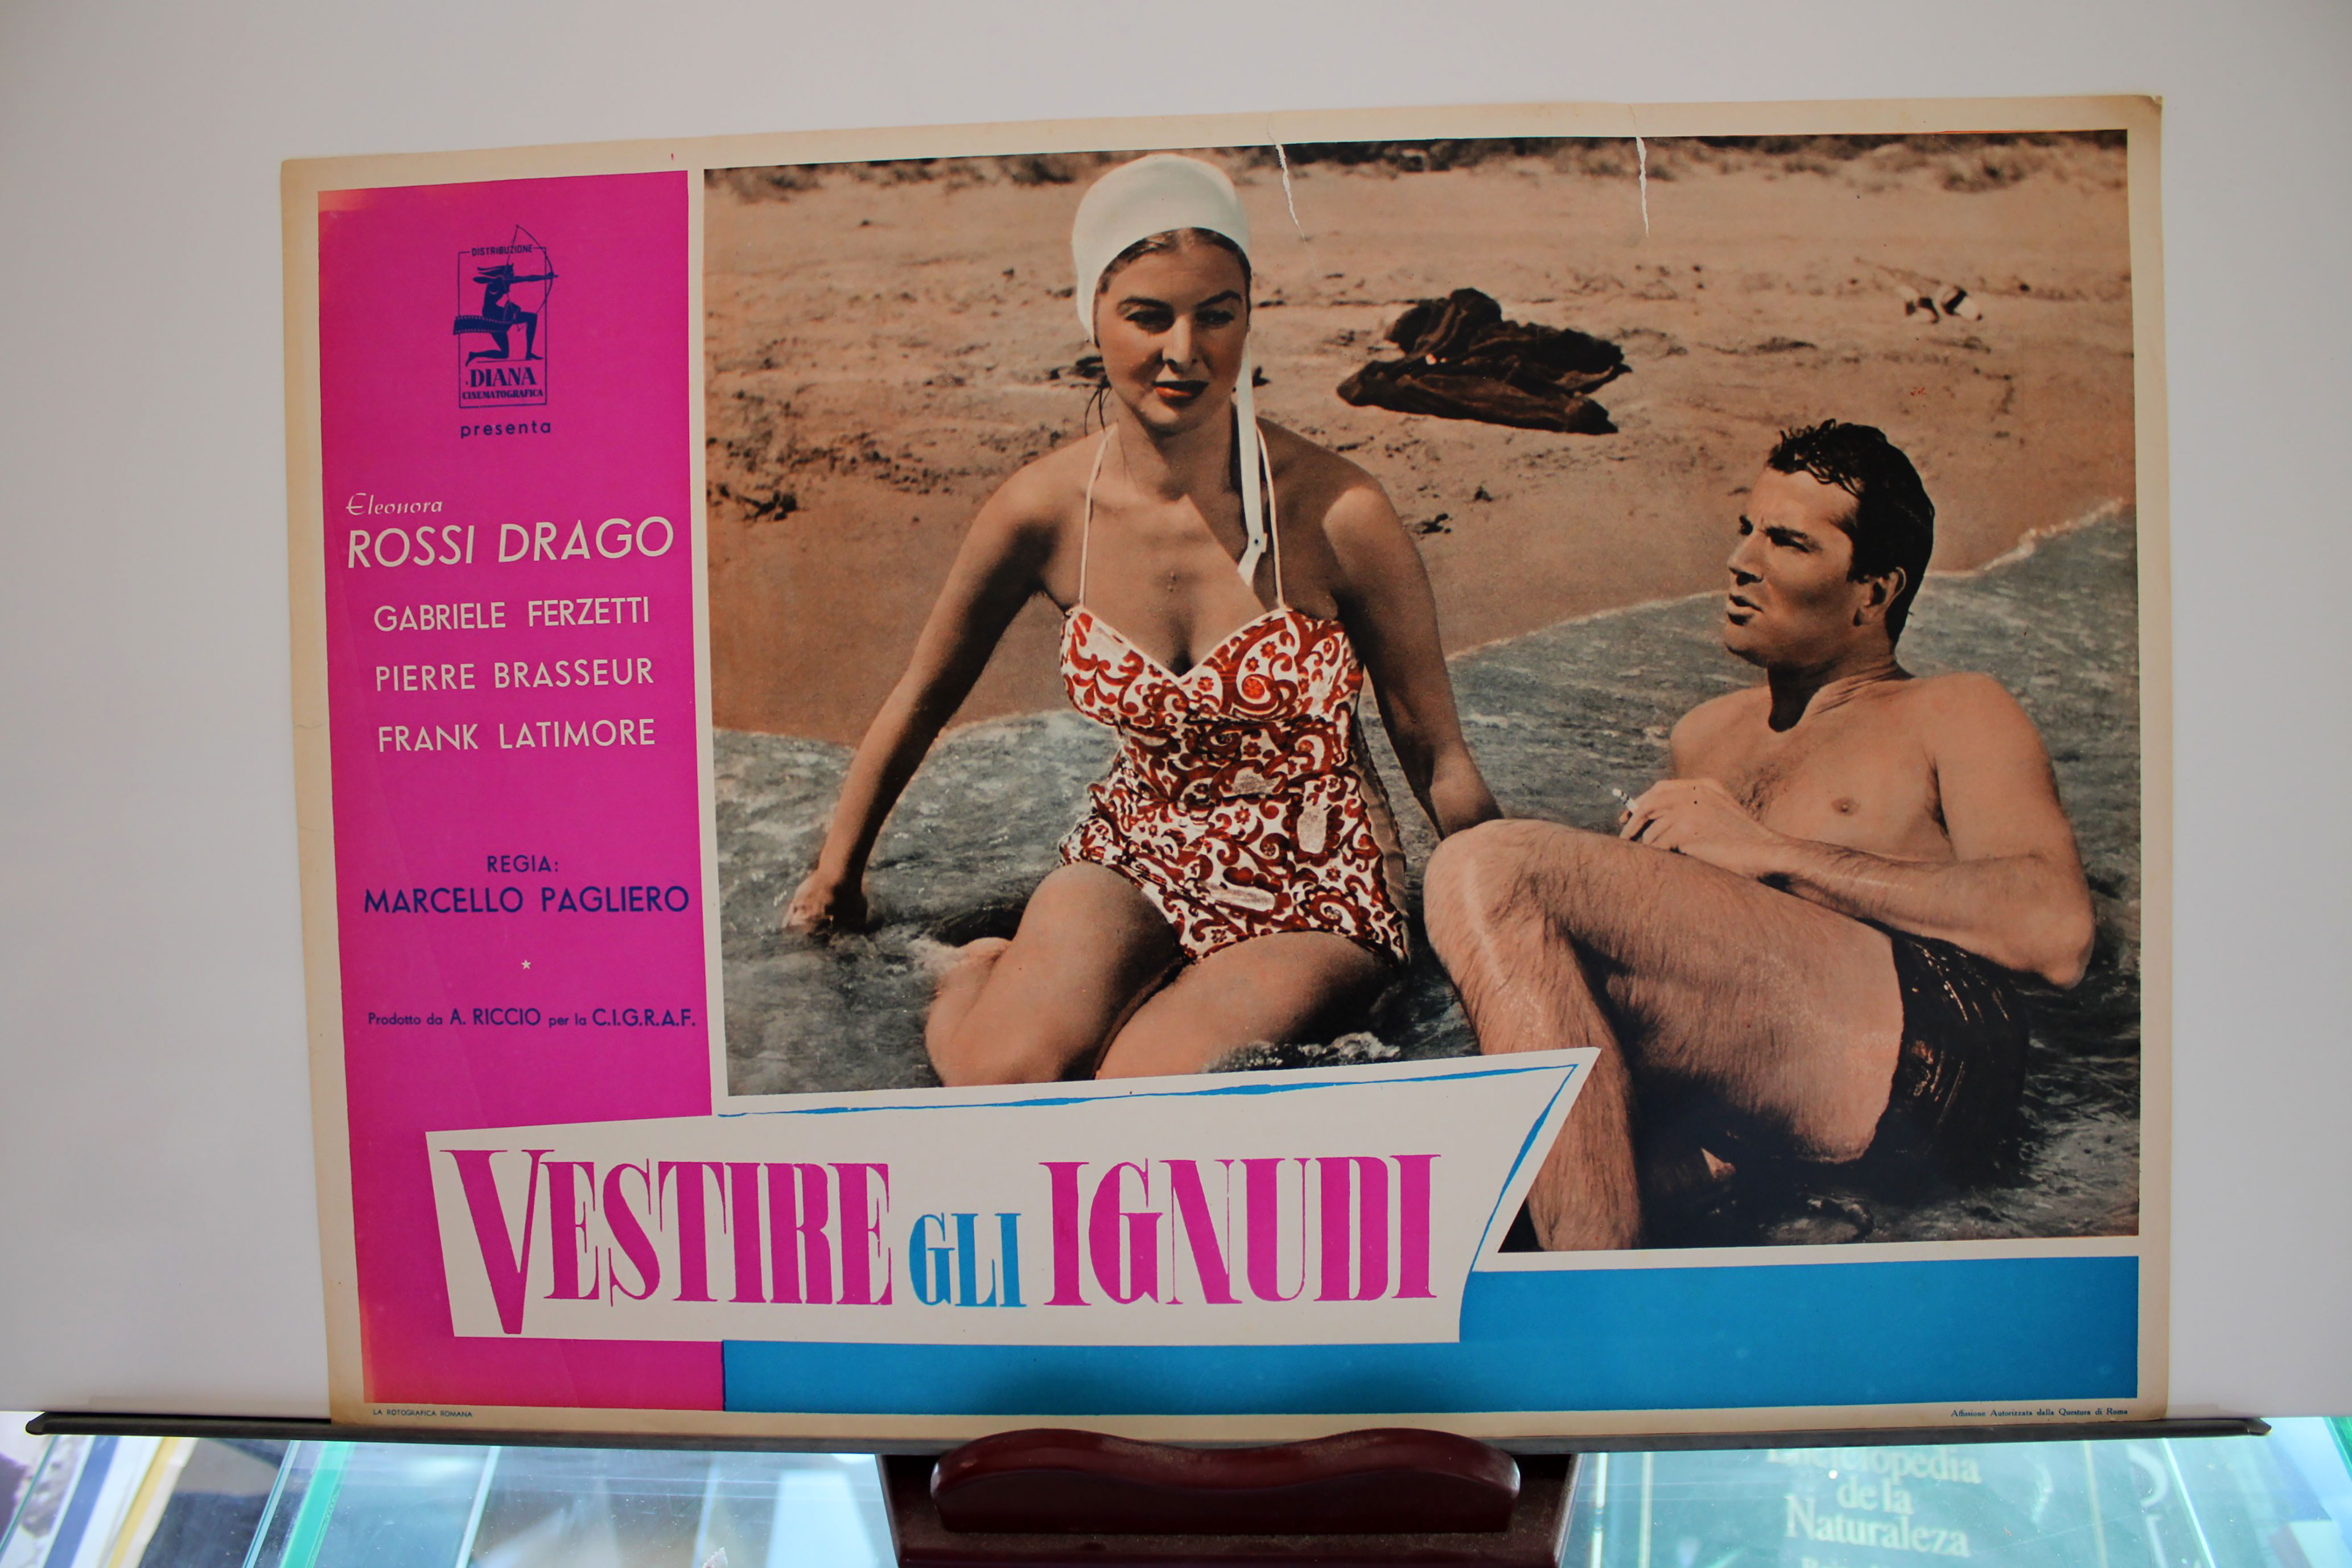 DISTRIBUZIONE
DIANA
CINEMATOGRAFICA
presenta
Eleonora
ROSSI DRAGO
GABRIELE FERZETTI
PIERRE BRASSEUR
FRANK LATIMORE
REGIA:
MARCELLO PAGLIERO
Prodotto da A. RICCIO per la C.I.G.R.A.F.
VESTIRE GLI IGNUDI
LA ROTOGRAFICA ROMANA
Affissione Autorizzata dalla Questura di Roma
Enciclopedia
de la
Naturaleza